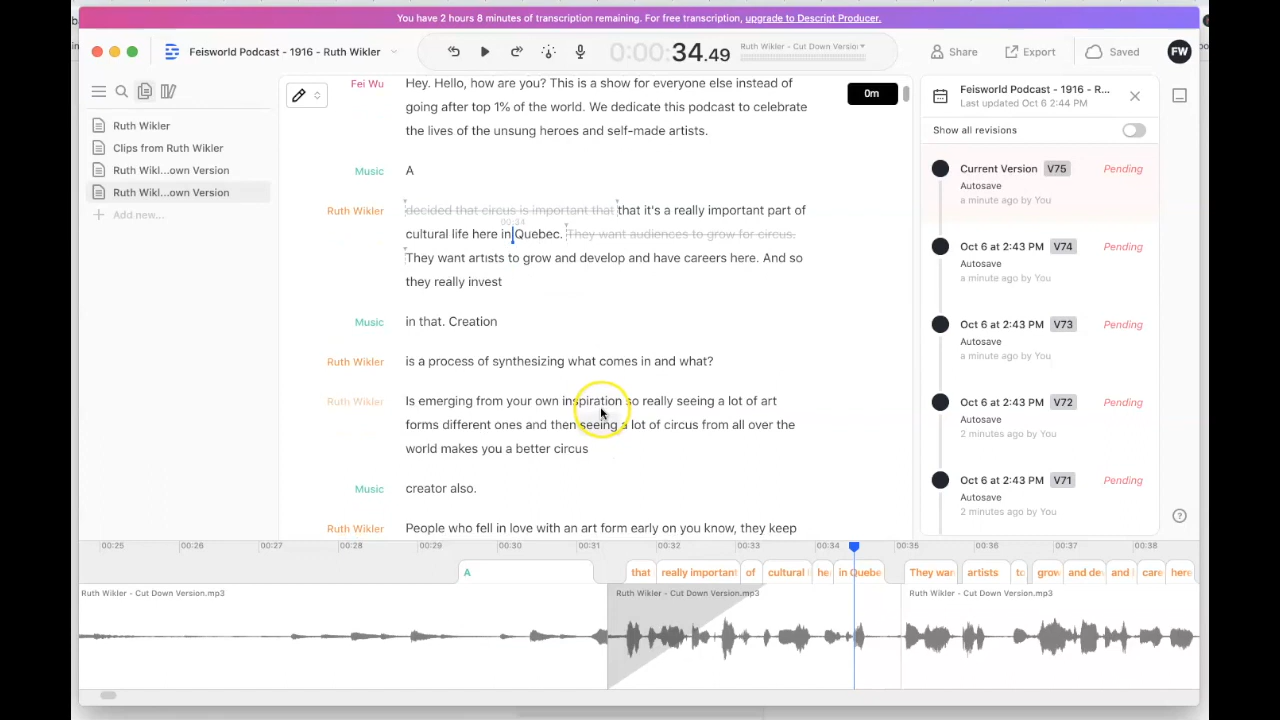 You have 2 hours 8 minutes of transcription remaining. For free transcription, upgrade to Descript Producer.
Feisworld Podcast - 1916 - Ruth Wikler
0:00:34.49
Ruth Wikler - Cut Down Versio
Share
Export
Saved
FW
Ruth Wikler
Clips from Ruth Wikler
Ruth Wikl...own Version
Ruth Wikl...own Version
Add new...
0m
Fei Wu
Hey. Hello, how are you? This is a show for everyone else instead of
going after top 1% of the world. We dedicate this podcast to celebrate
the lives of the unsung heroes and self-made artists.
Music
A
Ruth Wikler
decided that circus is important that that it's a really important part of
00:34
cultural life here in Quebec. They want audiences to grow for circus.
They want artists to grow and develop and have careers here. And so
they really invest
Music
in that. Creation
Ruth Wikler
is a process of synthesizing what comes in and what?
Ruth Wikler
Is emerging from your own inspiration so really seeing a lot of art
forms different ones and then seeing a lot of circus from all over the
world makes you a better circus
Music
creator also.
Ruth Wikler
People who fell in love with an art form early on you know, they keep
Feisworld Podcast - 1916 - R...
Last updated Oct 6 2:44 PM
Show all revisions
Current Version V75 Pending
Autosave
a minute ago by You
Oct 6 at 2:43 PM V74 Pending
Autosave
a minute ago by You
Oct 6 at 2:43 PM V73 Pending
Autosave
a minute ago by You
Oct 6 at 2:43 PM V72 Pending
Autosave
2 minutes ago by You
Oct 6 at 2:43 PM V71 Pending
Autosave
2 minutes ago by You
00:25 00:26 00:27 00:28 00:29 00:30 00:31 00:32 00:33 00:34 00:35 00:36 00:37 00:38
A that really important of cultural he in Quebe They wan artists to grow and de and l care here
Ruth Wikler - Cut Down Version.mp3
Ruth Wikler - Cut Down Version.mp3
Ruth Wikler - Cut Down Version.mp3